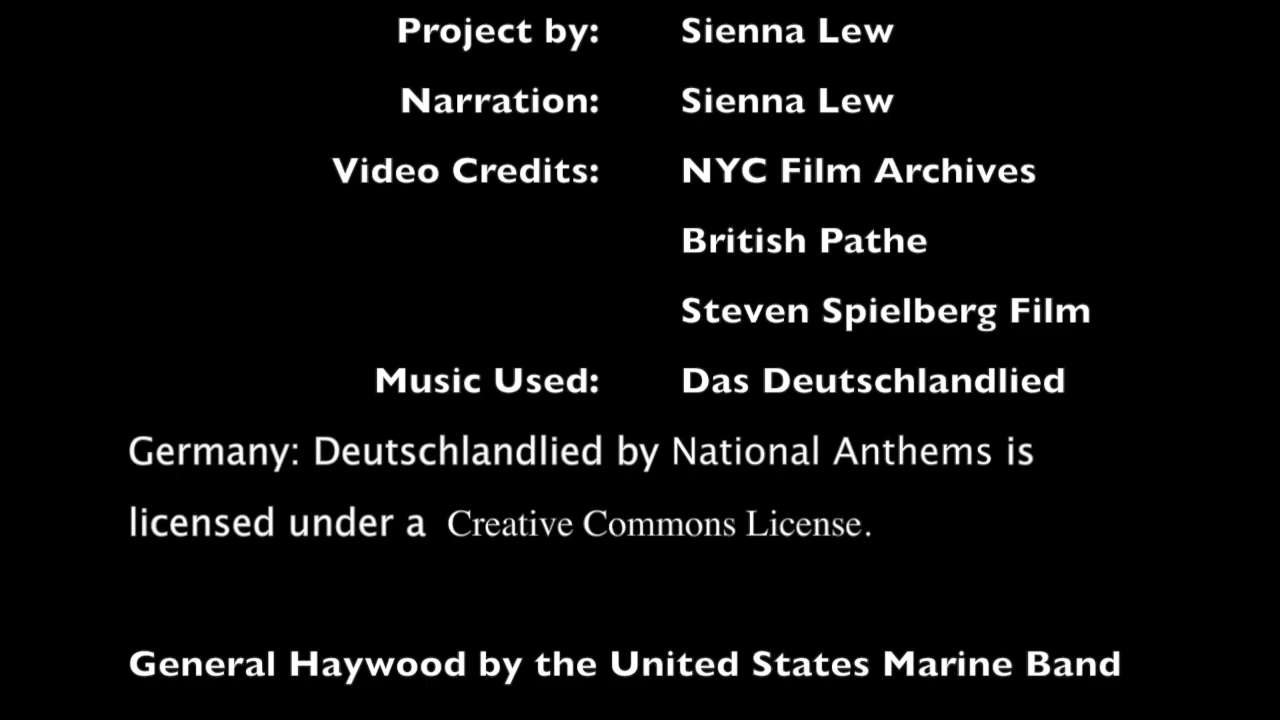 Project by: Sienna Lew
Narration: Sienna Lew
Video Credits: NYC Film Archives
British Pathe
Steven Spielberg Film
Music Used: Das Deutschlandlied
Germany: Deutschlandlied by National Anthems is
licensed under a Creative Commons License.
General Haywood by the United States Marine Band